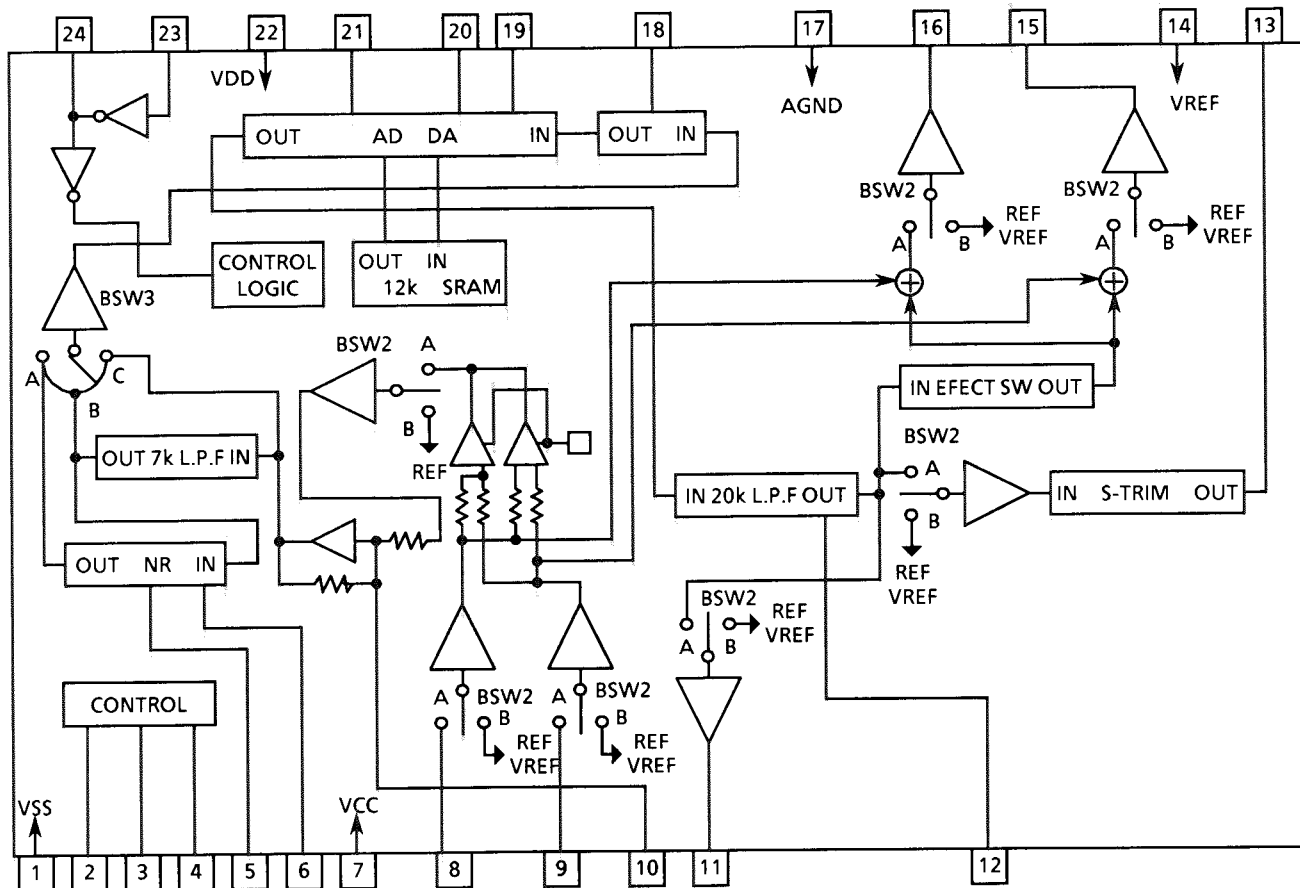 24 23 22 21 20 19 18 17 16 15 14 13
VDD
AGND
VREF
OUT AD DA IN
OUT IN
BSW2
A
B
REF
VREF
BSW2
A
B
REF
VREF
CONTROL
LOGIC
OUT IN
12k SRAM
BSW3
A
B
C
BSW2
A
B
REF
IN EFECT SW OUT
OUT 7k L.P.F IN
BSW2
A
B
REF
VREF
IN 20k L.P.F OUT
IN S-TRIM OUT
OUT NR IN
BSW2
A
B
REF
VREF
CONTROL
A
BSW2
B
REF
VREF
A
BSW2
B
REF
VREF
VSS
VCC
1 2 3 4 5 6 7 8 9 10 11 12